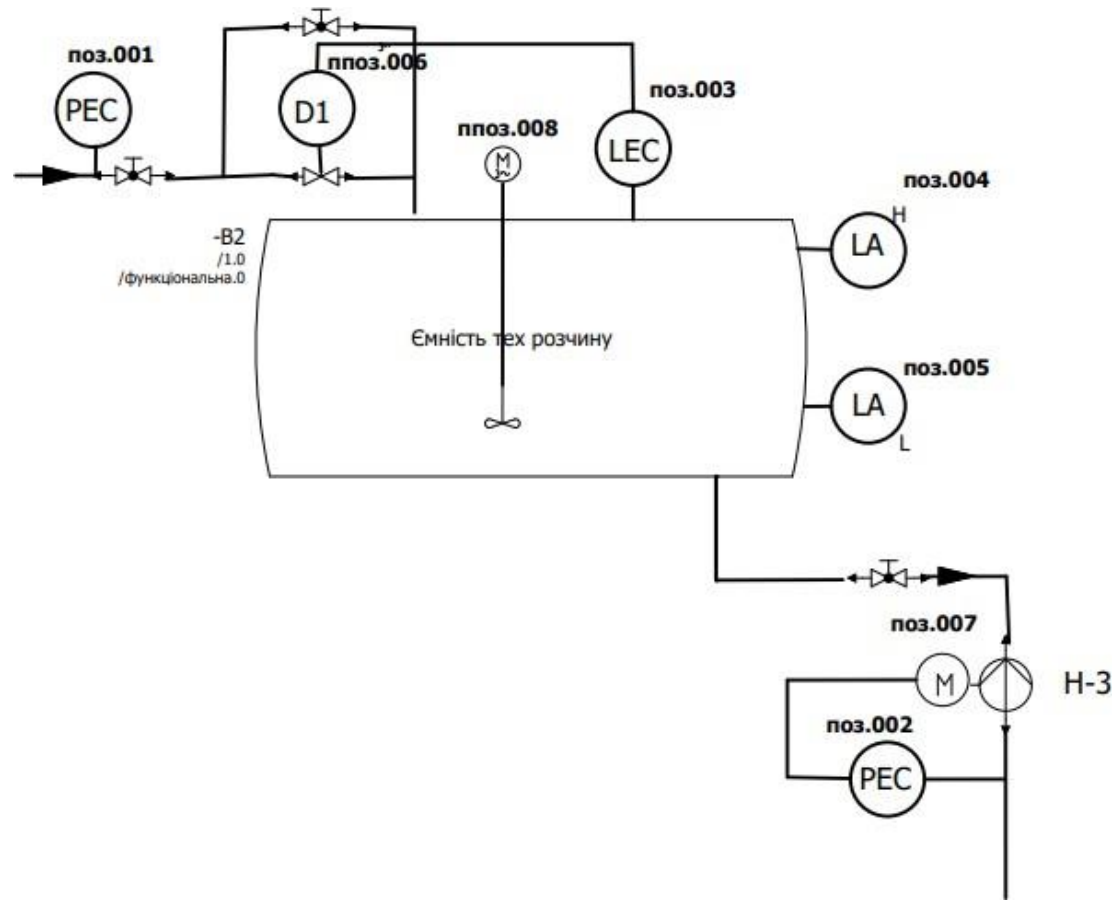 поз.001
PEC
ппоз.006
D1
ппоз.008
M
поз.003
LEC
поз.004
H
LA
-B2
/1.0
/функціональна.0
Ємність тех розчину
поз.005
LA
L
поз.007
M
Н-3
поз.002
PEC